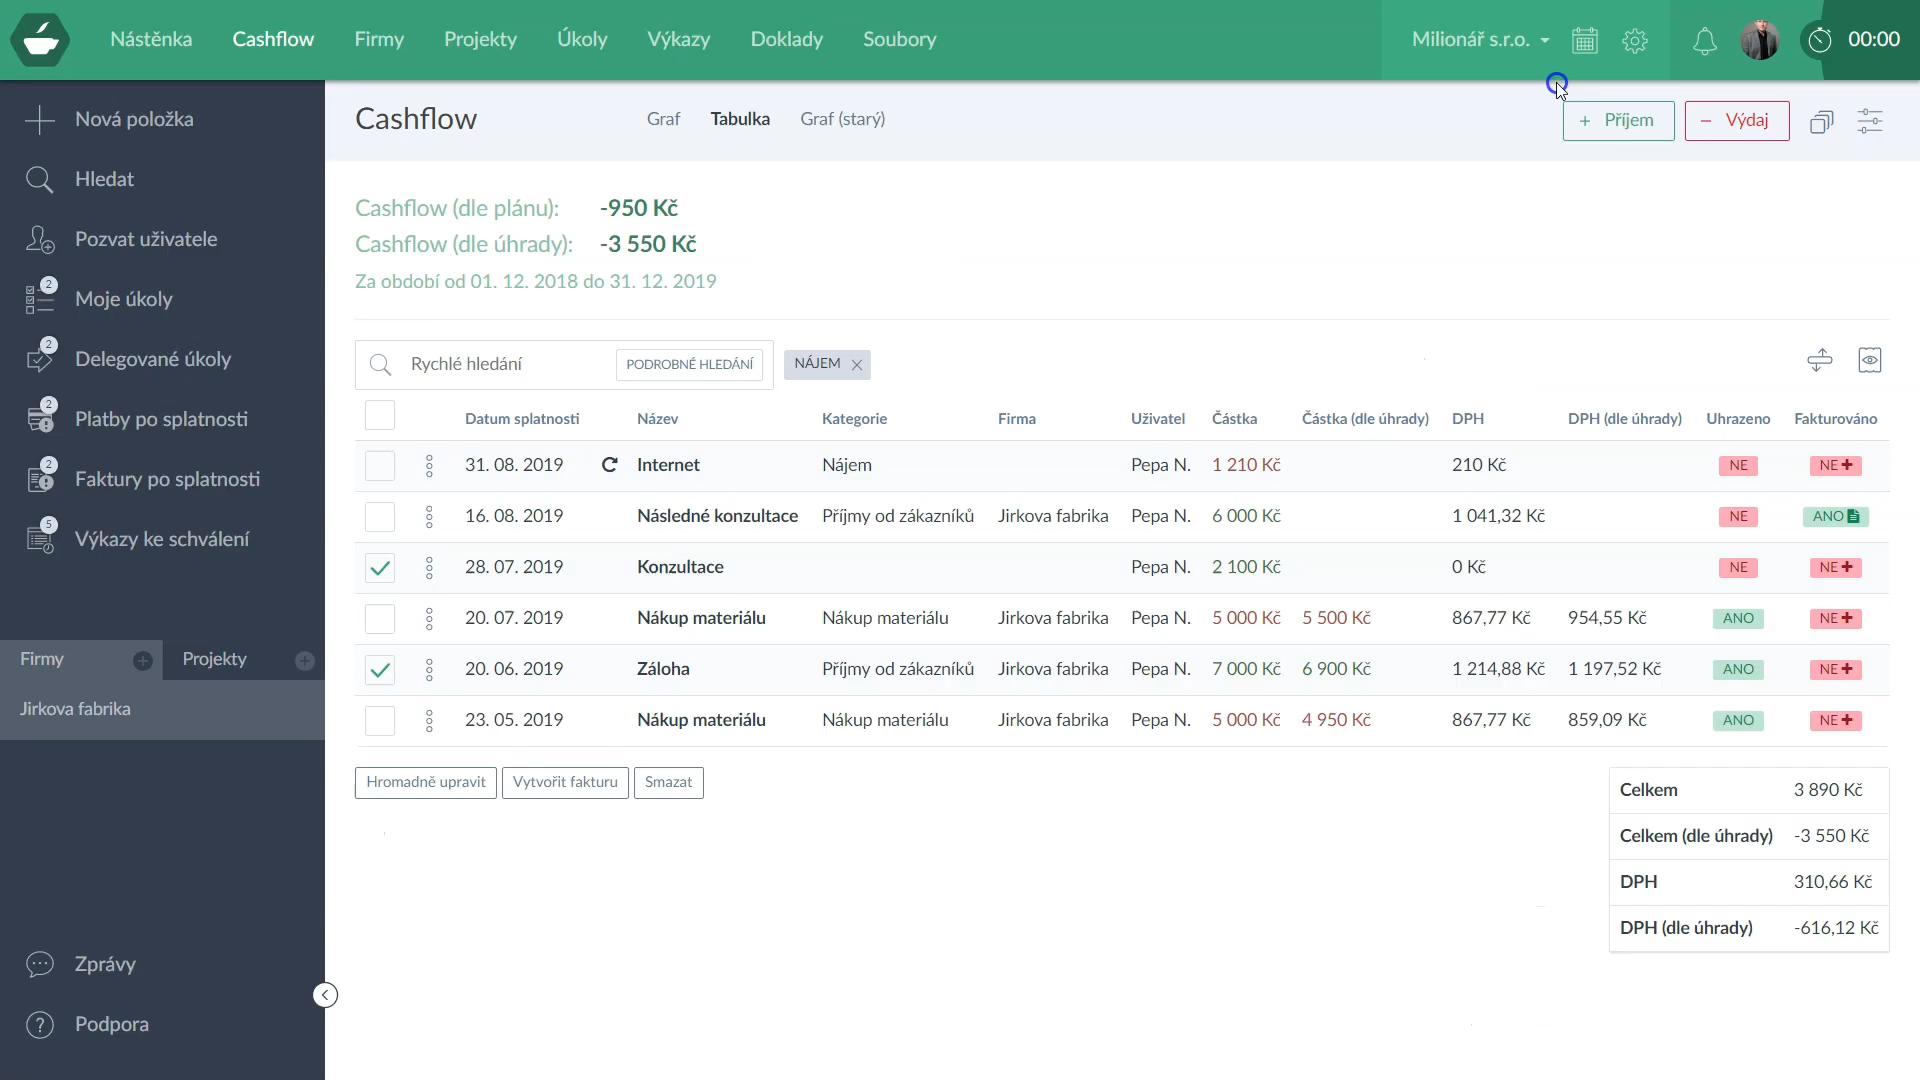 Nástěnka Cashflow Firmy Projekty Úkoly Výkazy Doklady Soubory Milionář s.r.o. 00:00
Nová položka
Hledat
Pozvat uživatele
2
Moje úkoly
2
Delegované úkoly
2
Platby po splatnosti
2
Faktury po splatnosti
5
Výkazy ke schválení
Firmy Projekty
Jirkova fabrika
Zprávy
? Podpora
Cashflow Graf Tabulka Graf (starý) + Příjem − Výdaj
Cashflow (dle plánu): -950 Kč
Cashflow (dle úhrady): -3 550 Kč
Za období od 01. 12. 2018 do 31. 12. 2019
Rychlé hledání PODROBNÉ HLEDÁNÍ NÁJEM
Datum splatnosti Název Kategorie Firma Uživatel Částka Částka (dle úhrady) DPH DPH (dle úhrady) Uhrazeno Fakturováno
31. 08. 2019 Internet Nájem Pepa N. 1 210 Kč 210 Kč NE NE +
16. 08. 2019 Následné konzultace Příjmy od zákazníků Jirkova fabrika Pepa N. 6 000 Kč 1 041,32 Kč NE ANO
28. 07. 2019 Konzultace Pepa N. 2 100 Kč 0 Kč NE NE +
20. 07. 2019 Nákup materiálu Nákup materiálu Jirkova fabrika Pepa N. 5 000 Kč 5 500 Kč 867,77 Kč 954,55 Kč ANO NE +
20. 06. 2019 Záloha Příjmy od zákazníků Jirkova fabrika Pepa N. 7 000 Kč 6 900 Kč 1 214,88 Kč 1 197,52 Kč ANO NE +
23. 05. 2019 Nákup materiálu Nákup materiálu Jirkova fabrika Pepa N. 5 000 Kč 4 950 Kč 867,77 Kč 859,09 Kč ANO NE +
Hromadně upravit Vytvořit fakturu Smazat
Celkem 3 890 Kč
Celkem (dle úhrady) -3 550 Kč
DPH 310,66 Kč
DPH (dle úhrady) -616,12 Kč